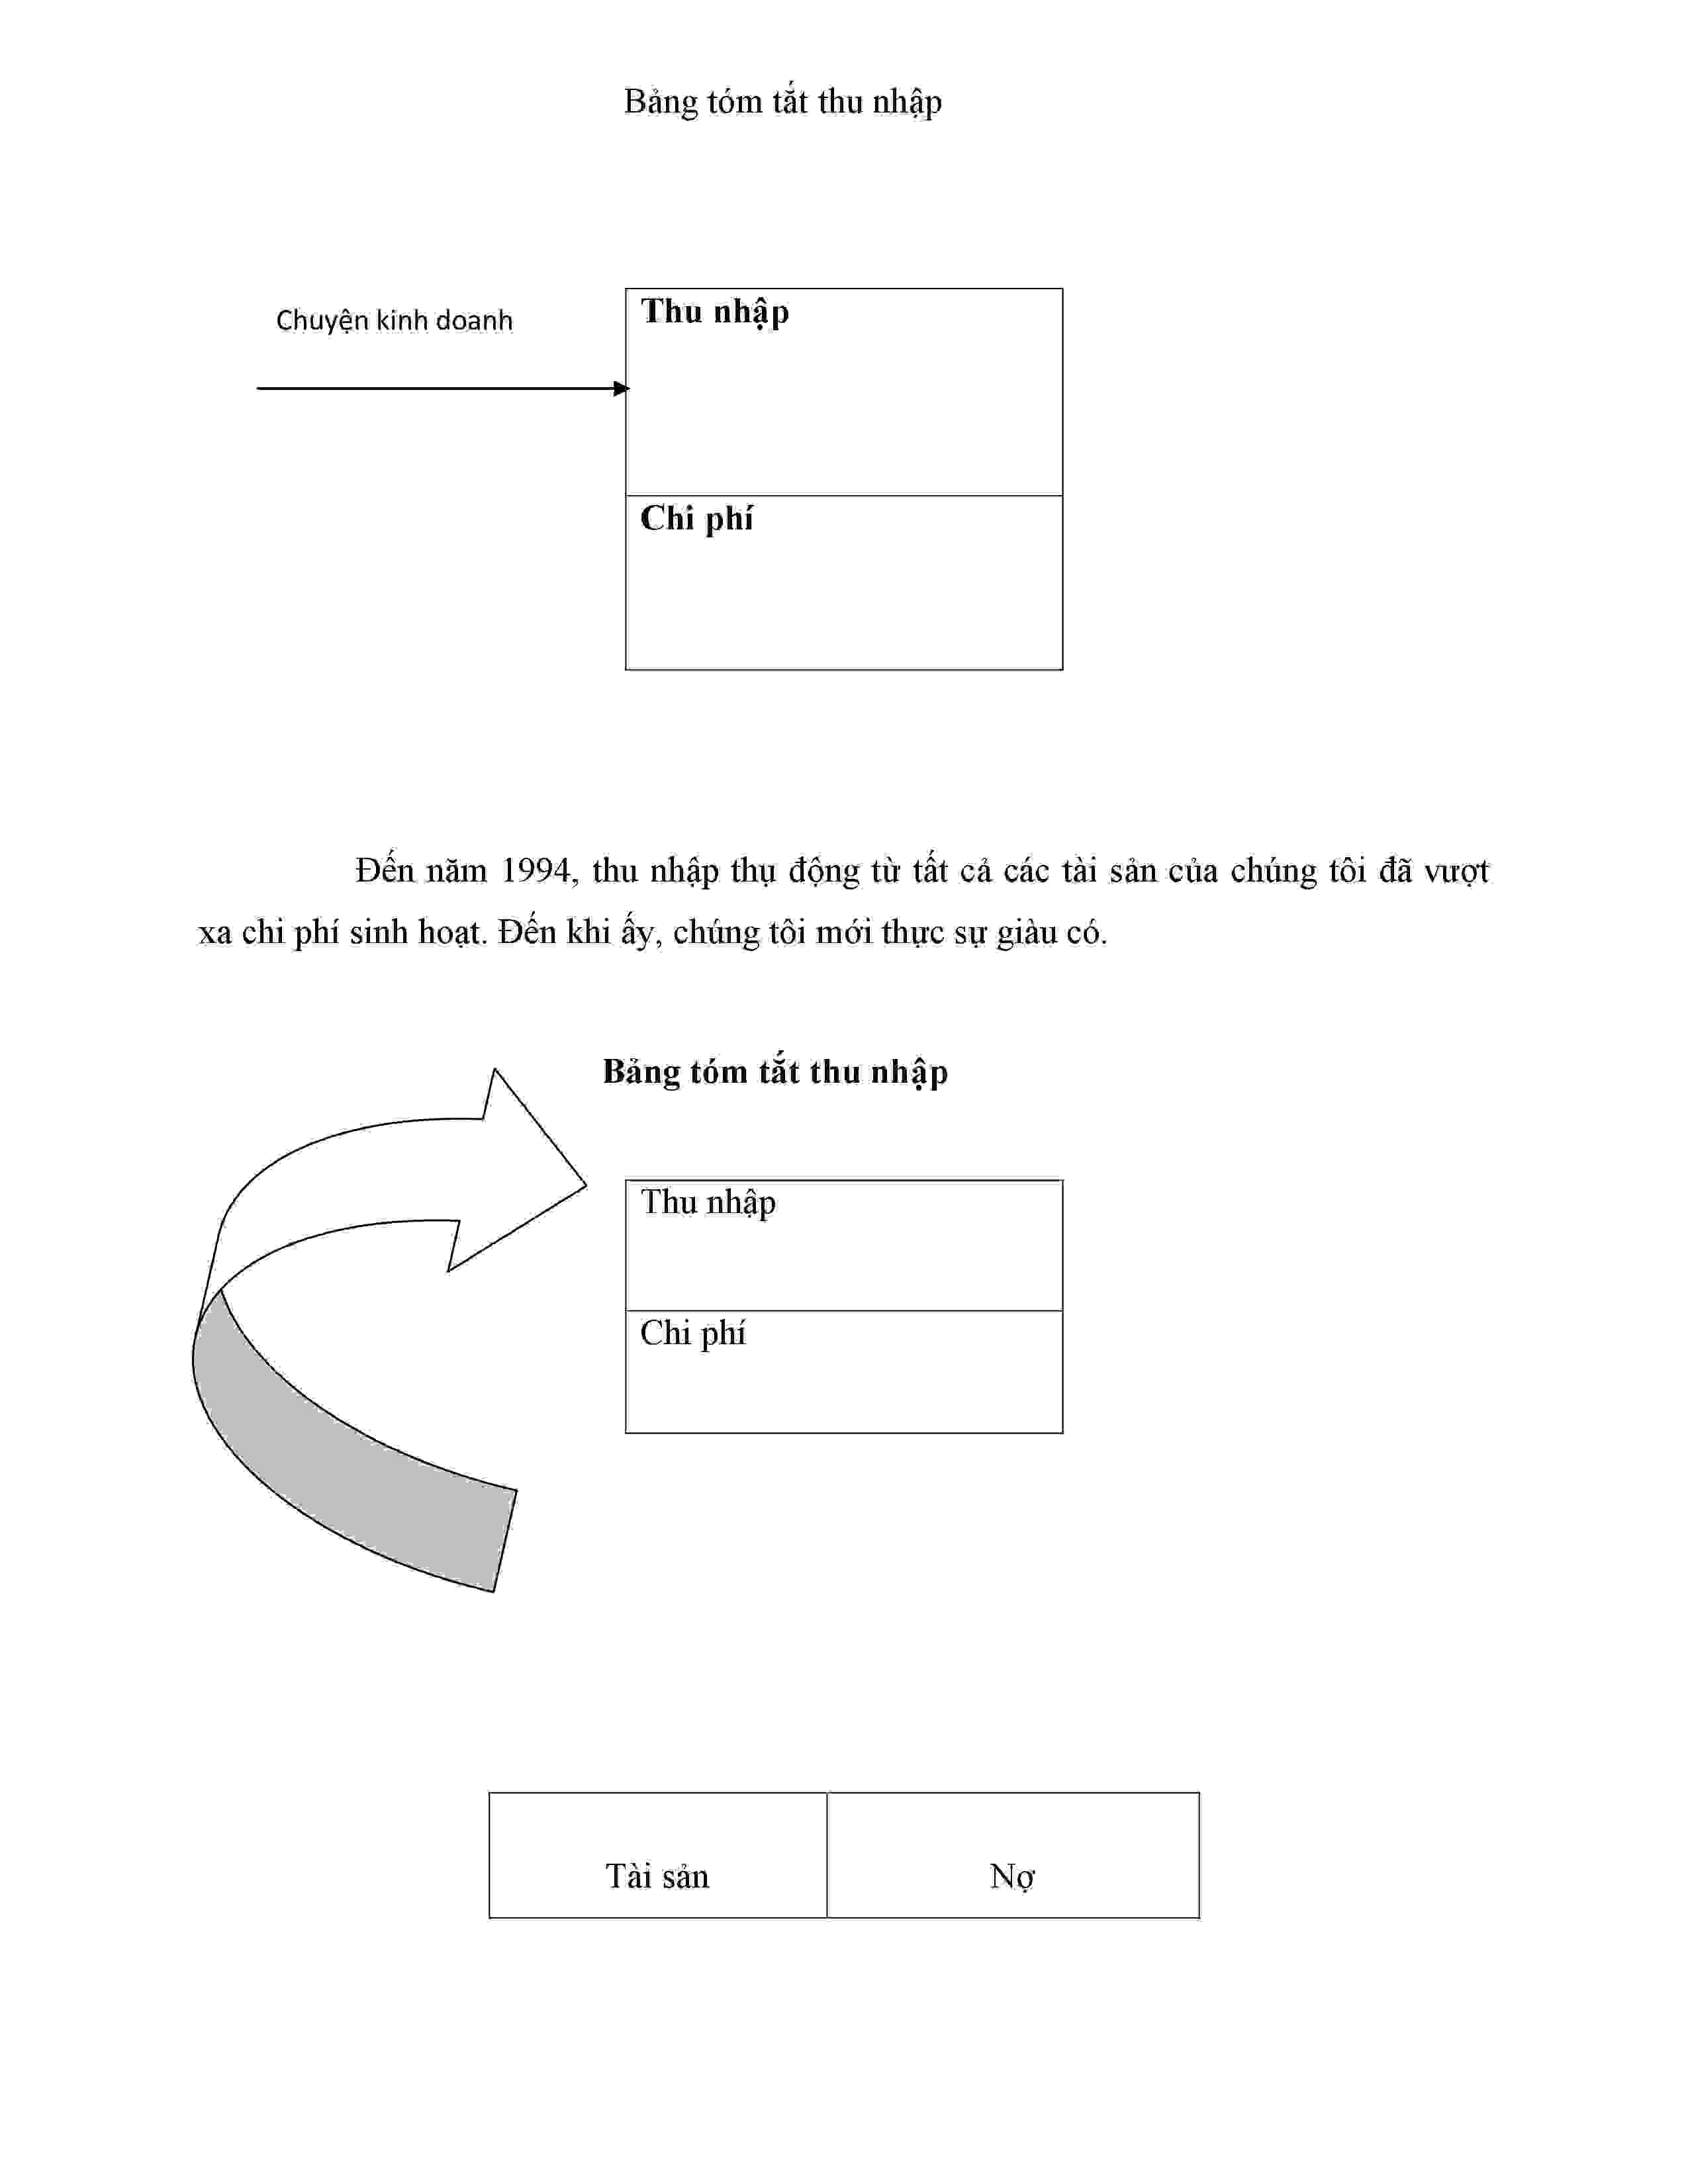 Bảng tóm tắt thu nhập
Chuyện kinh doanh
Thu nhập
Chi phí
Đến năm 1994, thu nhập thụ động từ tất cả các tài sản của chúng tôi đã vượt
xa chi phí sinh hoạt. Đến khi ấy, chúng tôi mới thực sự giàu có.
Bảng tóm tắt thu nhập
Thu nhập
Chi phí
Tài sản Nợ